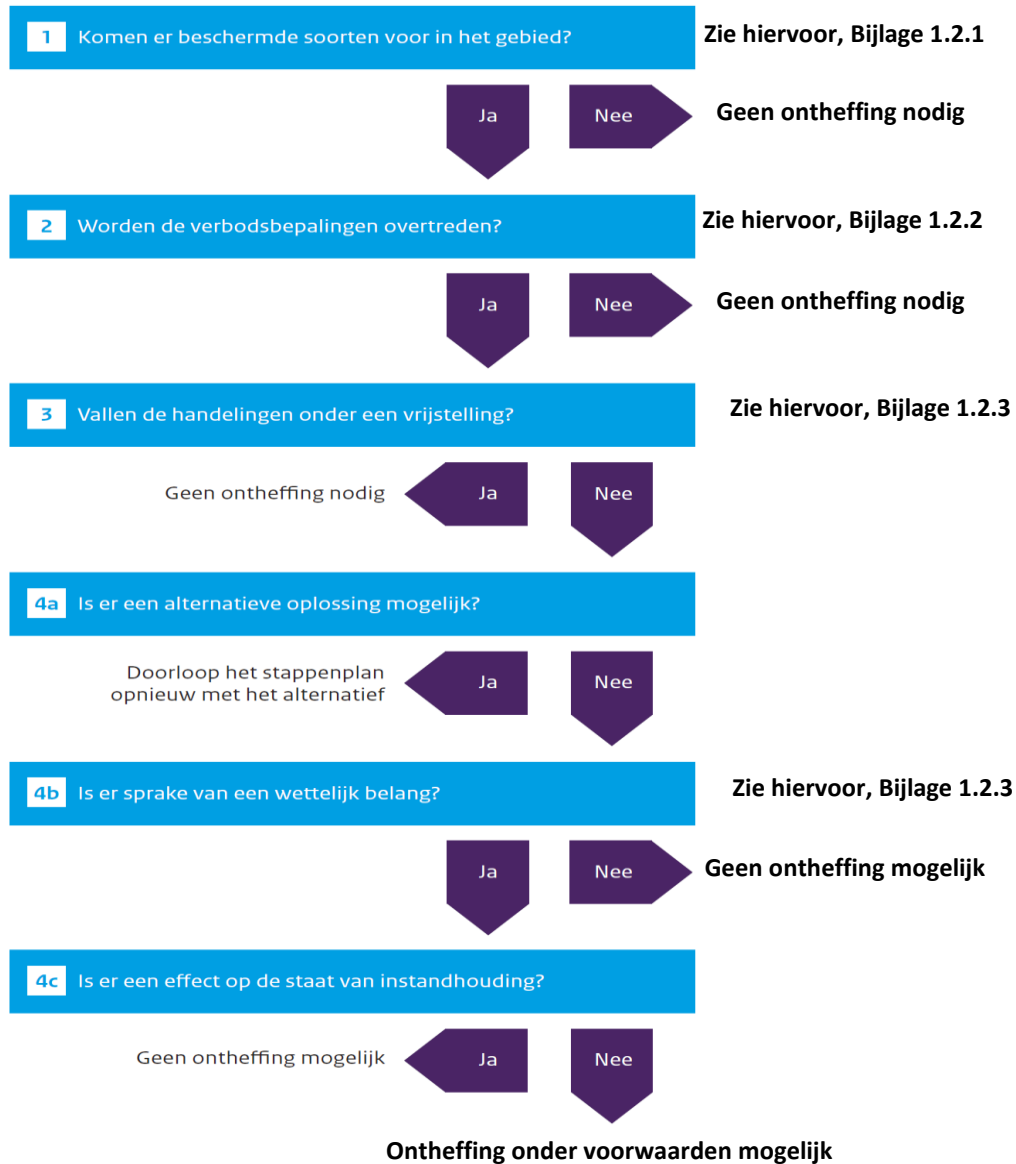 1 Komen er beschermde soorten voor in het gebied?
Zie hiervoor, Bijlage 1.2.1
Ja
Nee
Geen ontheffing nodig
2 Worden de verbodsbepalingen overtreden?
Zie hiervoor, Bijlage 1.2.2
Ja
Nee
Geen ontheffing nodig
3 Vallen de handelingen onder een vrijstelling?
Zie hiervoor, Bijlage 1.2.3
Geen ontheffing nodig
Ja
Nee
4a Is er een alternatieve oplossing mogelijk?
Doorloop het stappenplan
opnieuw met het alternatief
Ja
Nee
4b Is er sprake van een wettelijk belang?
Zie hiervoor, Bijlage 1.2.3
Ja
Nee
Geen ontheffing mogelijk
4c Is er een effect op de staat van instandhouding?
Geen ontheffing mogelijk
Ja
Nee
Ontheffing onder voorwaarden mogelijk